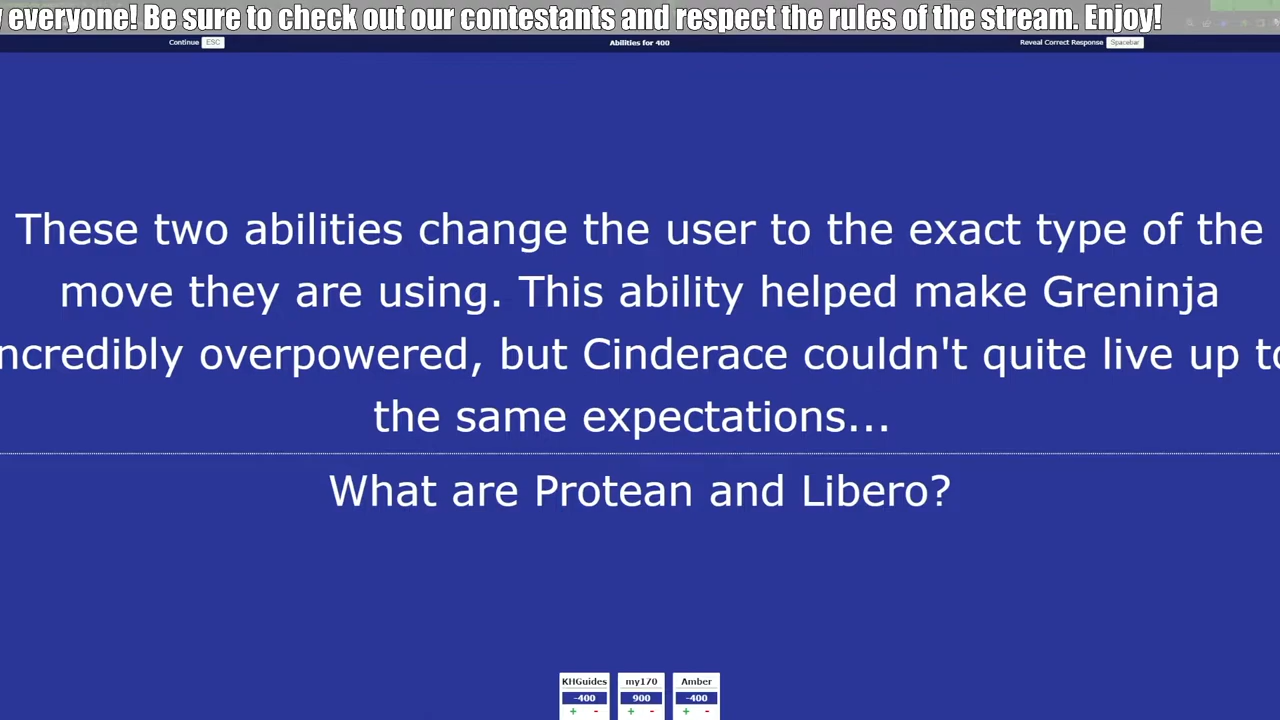 everyone! Be sure to check out our contestants and respect the rules of the stream. Enjoy!
Continue ESC
Abilities for 400
Reveal Correct Response Spacebar
These two abilities change the user to the exact type of the
move they are using. This ability helped make Greninja
ncredibly overpowered, but Cinderace couldn't quite live up to
the same expectations...
What are Protean and Libero?
KHGuides my170 Amber
-400 900 -400
+ - + - + -